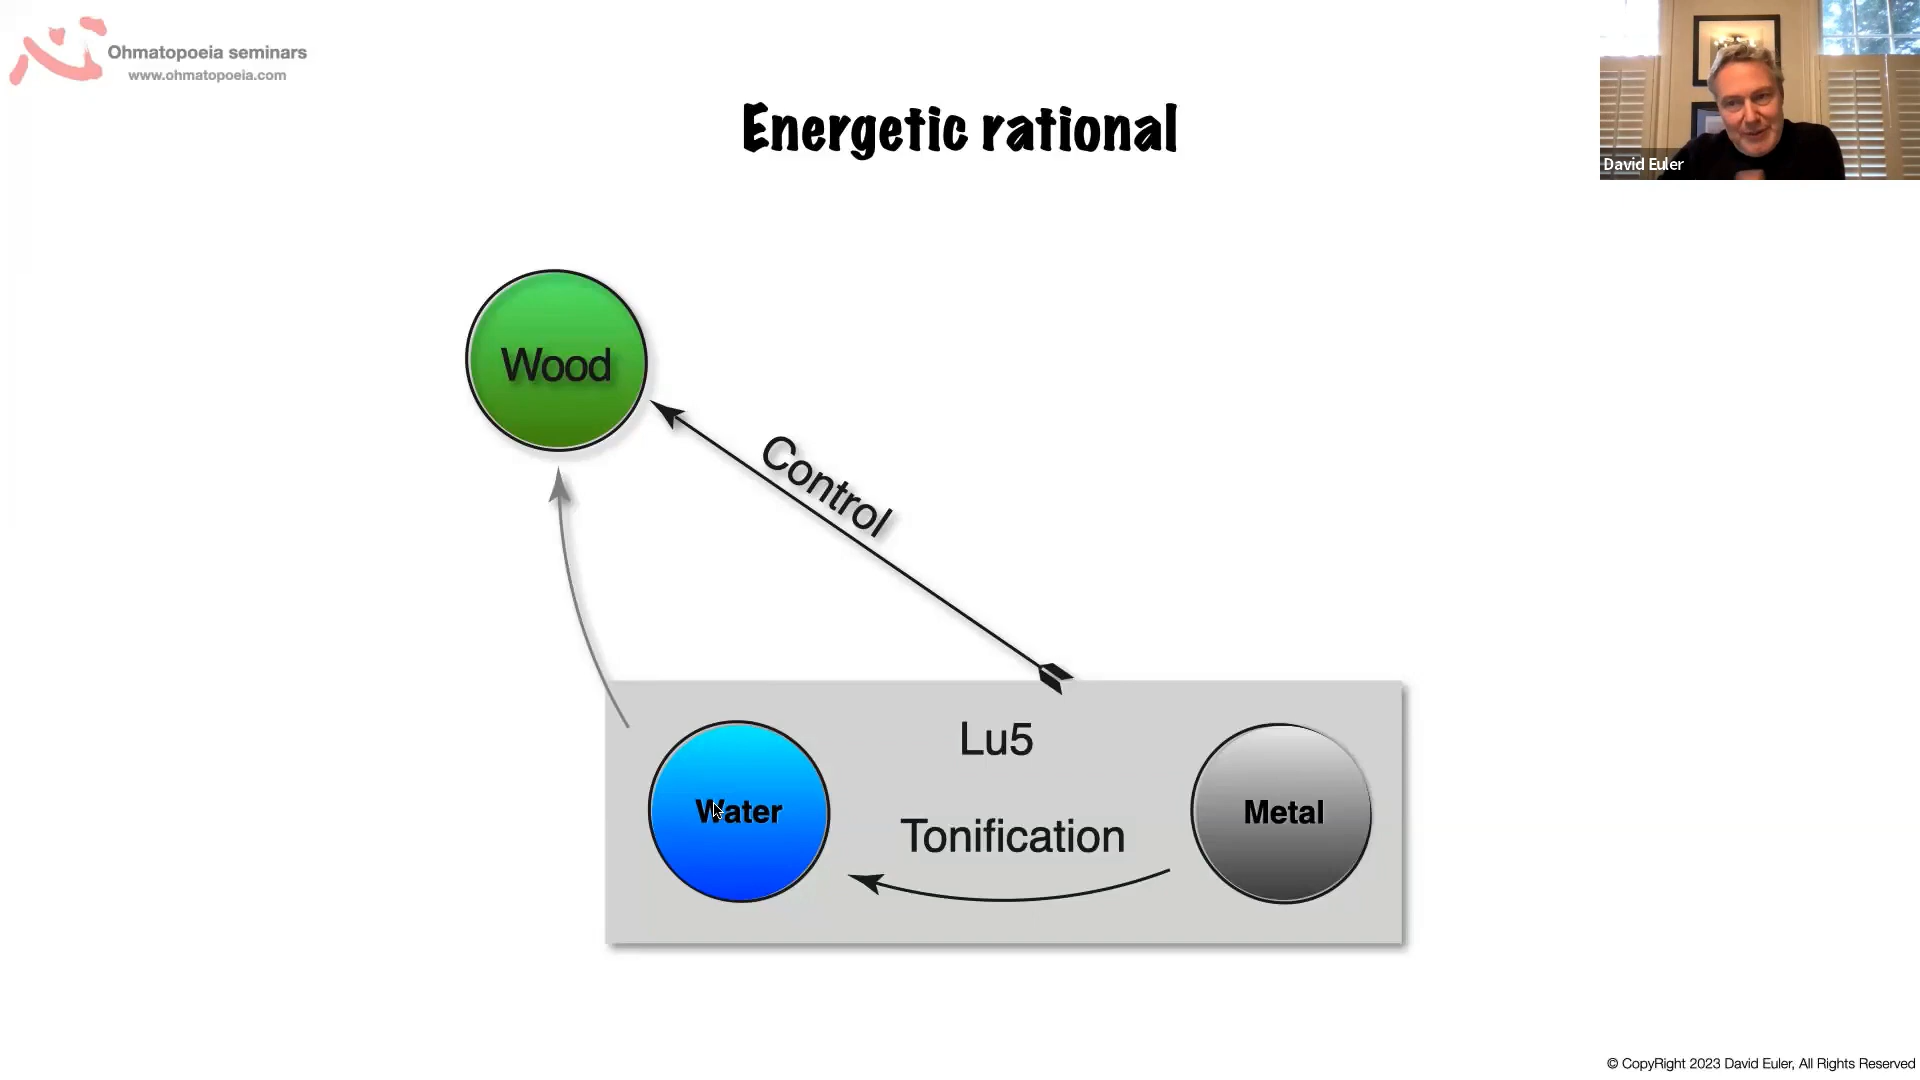 Ohmatopoeia seminars
www.ohmatopoeia.com
Energetic rational
David Euler
Wood
Control
Lu5
Water
Tonification
Metal
© CopyRight 2023 David Euler, All Rights Reserved